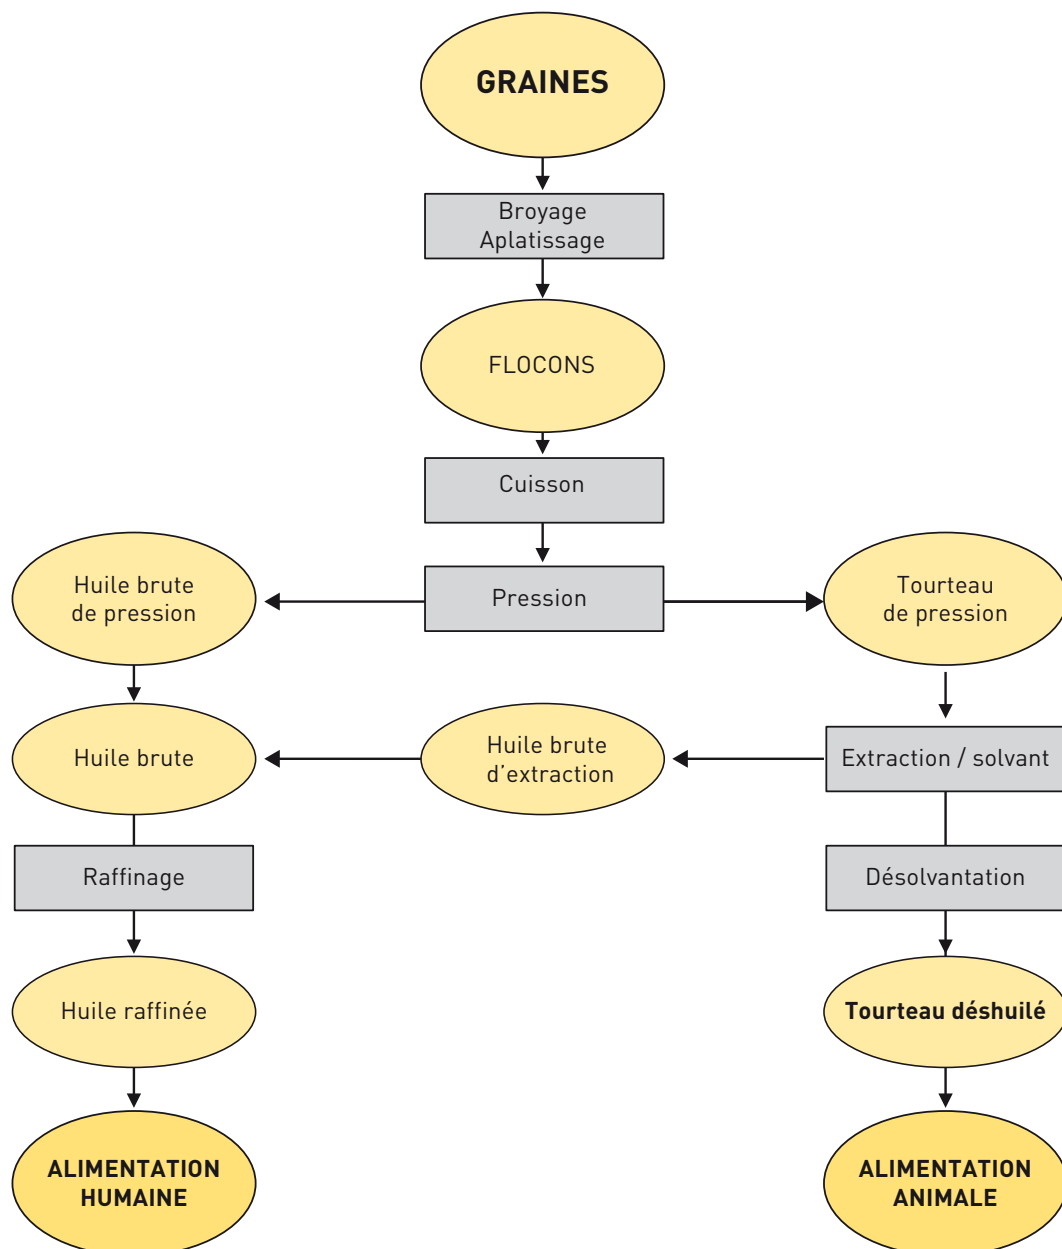 GRAINES
Broyage
Aplatissage
FLOCONS
Cuisson
Huile brute
de pression
Pression
Tourteau
de pression
Huile brute
Huile brute
d'extraction
Extraction / solvant
Raffinage
Désolvantation
Huile raffinée
Tourteau déshuilé
ALIMENTATION
HUMAINE
ALIMENTATION
ANIMALE